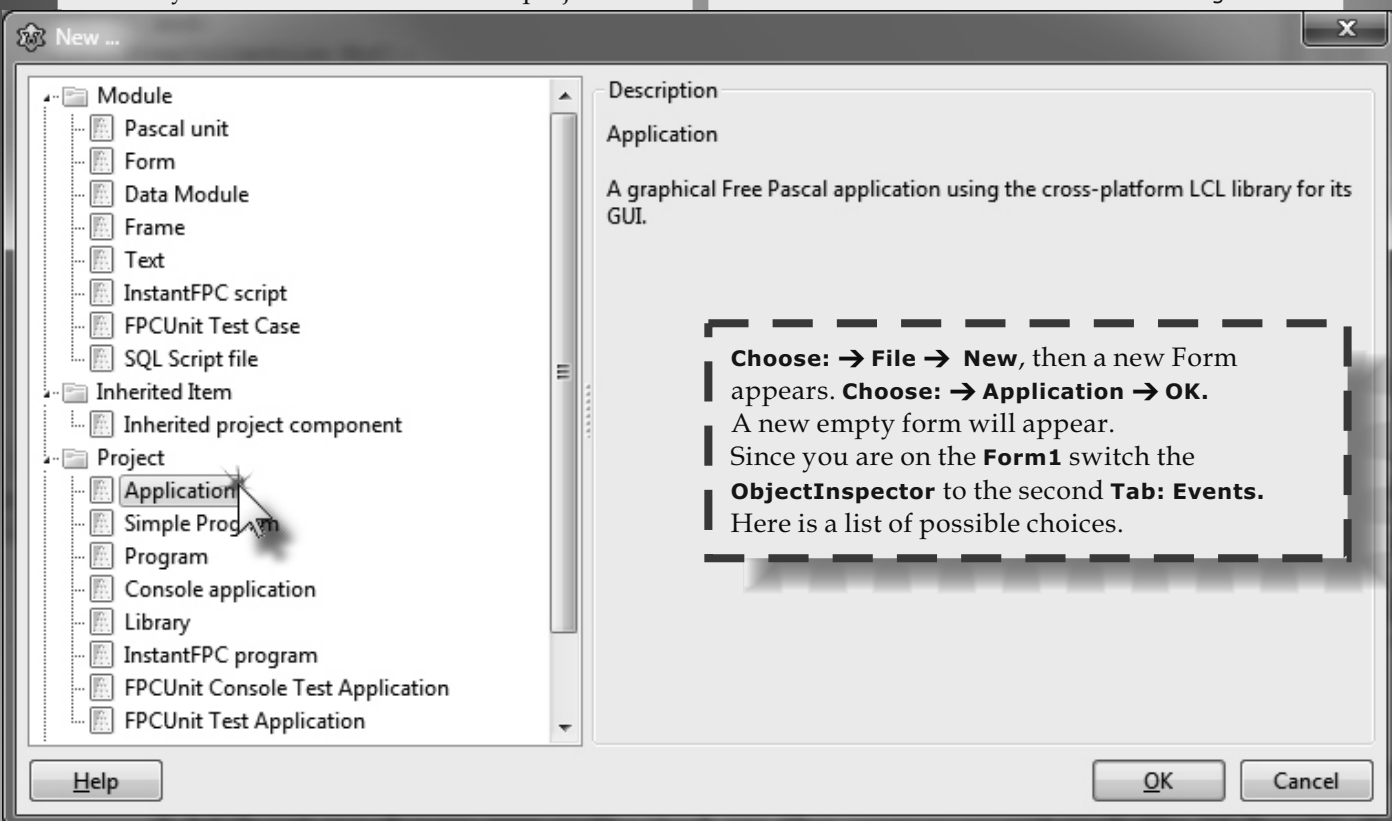 New ...
Module
Pascal unit
Form
Data Module
Frame
Text
InstantFPC script
FPCUnit Test Case
SQL Script file
Inherited Item
Inherited project component
Project
Application
Simple Program
Program
Console application
Library
InstantFPC program
FPCUnit Console Test Application
FPCUnit Test Application
Description
Application
A graphical Free Pascal application using the cross-platform LCL library for its
GUI.
Choose: → File → New, then a new Form
appears. Choose: → Application → OK.
A new empty form will appear.
Since you are on the Form1 switch the
ObjectInspector to the second Tab: Events.
Here is a list of possible choices.
Help
OK
Cancel